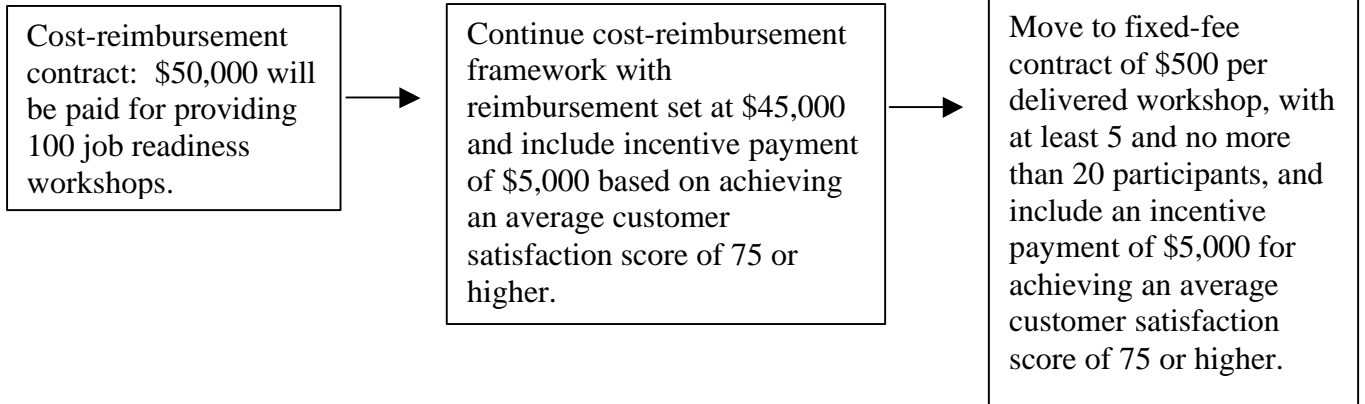 Cost-reimbursement
contract:  $50,000 will
be paid for providing
100 job readiness
workshops.
Continue cost-reimbursement
framework with
reimbursement set at $45,000
and include incentive payment
of $5,000 based on achieving
an average customer
satisfaction score of 75 or
higher.
Move to fixed-fee
contract of $500 per
delivered workshop, with
at least 5 and no more
than 20 participants, and
include an incentive
payment of $5,000 for
achieving an average
customer satisfaction
score of 75 or higher.